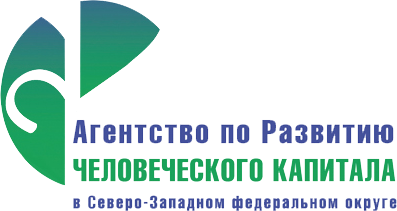 Агентство по Развитию
ЧЕЛОВЕЧЕСКОГО КАПИТАЛА
в Северо-Западном федеральном округе